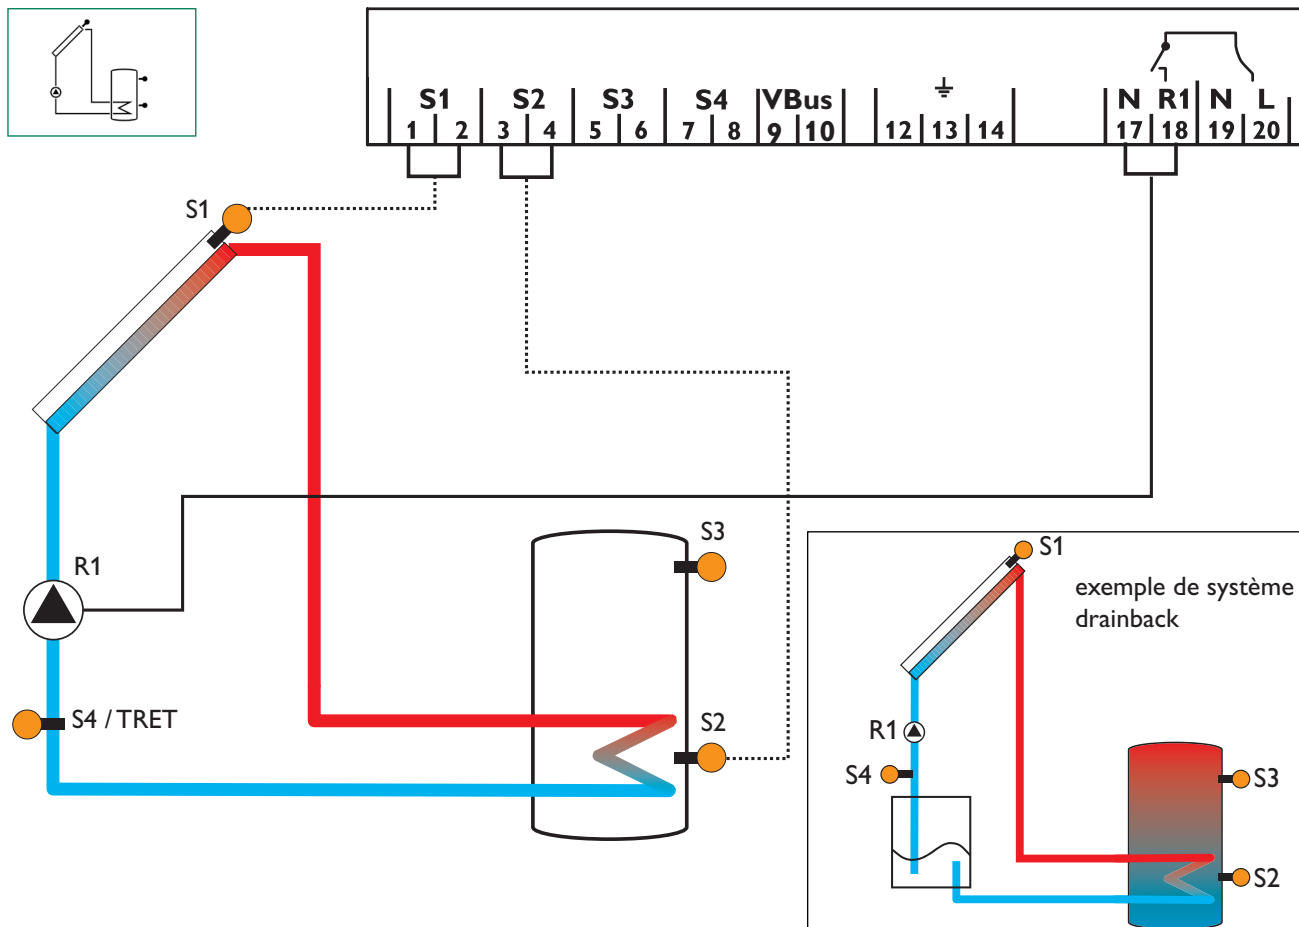 S1 S2 S3 S4 VBus N R1 N L
1 2 3 4 5 6 7 8 9 10 12 13 14 17 18 19 20
S1
S3
R1
S4 / TRET
S2
S1
exemple de système
drainback
R1
S4
S3
S2